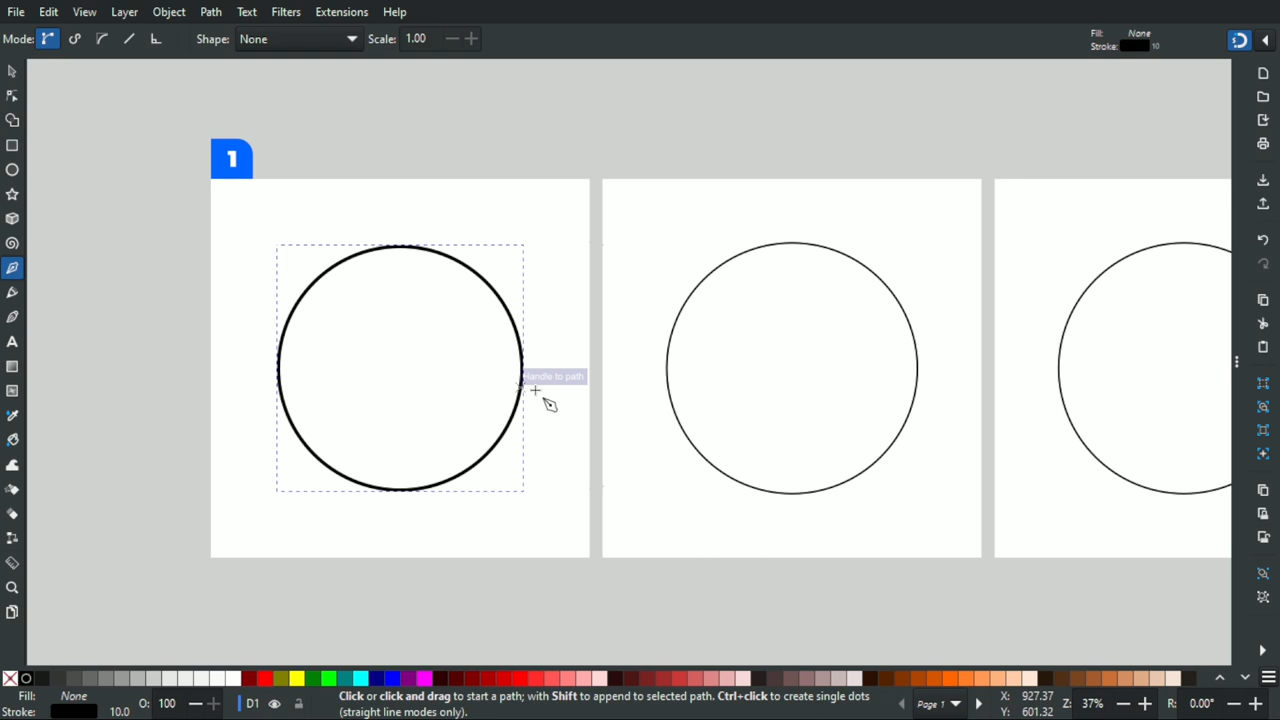 File Edit View Layer Object Path Text Filters Extensions Help
Mode: Shape: None Scale: 1.00 Fill: None
Stroke: 10
1
Handle to path
Fill: None O: 100 D1 Click or click and drag to start a path; with Shift to append to selected path. Ctrl+click to create single dots Page 1 X: 927.37 Z: 37% R: 0.00°
Stroke: 10.0 (straight line modes only). Y: 601.32